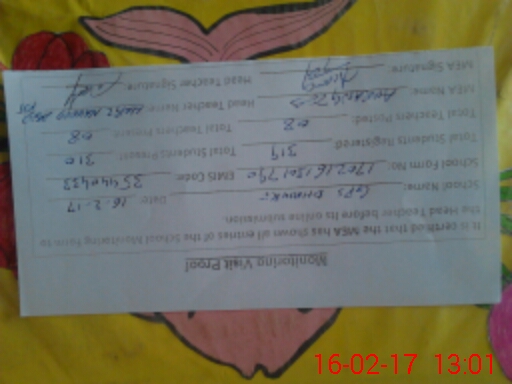 Monitoring Visit Proof
It is certified that the MEA has shown all entries of the School Monitoring Form to
the Head Teacher before its online submission.
School Name: GPS Date: 16-2-17
School Form No: EMIS Code: 35440433
Total Students Registered: 319 Total Students Present: 310
Total Teachers Posted: 08 Total Teachers Present: 08
MEA Name: Head Teacher Name:
MEA Signature: Head Teacher Signature:
16-02-17 13:01